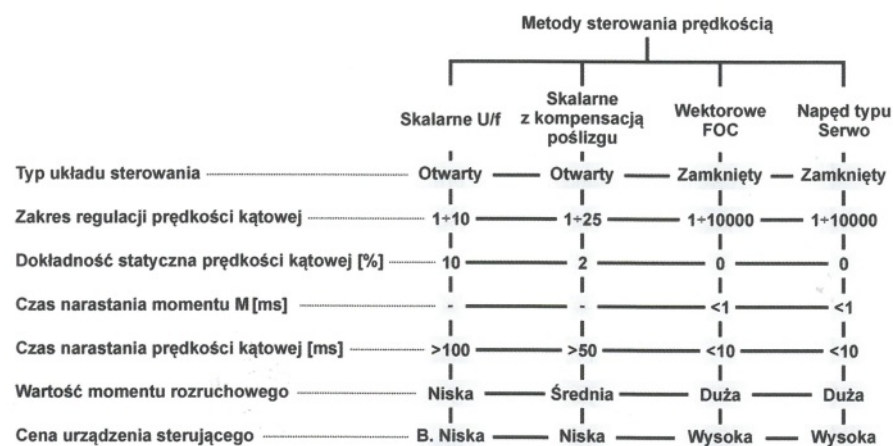 Metody sterowania prędkością
Skalarne U/f
Skalarne
z kompensacją
poślizgu
Wektorowe
FOC
Napęd typu
Serwo
Typ układu sterowania Otwarty Otwarty Zamknięty Zamknięty
Zakres regulacji prędkości kątowej 1÷10 1÷25 1÷10000 1÷10000
Dokładność statyczna prędkości kątowej [%] 10 2 0 0
Czas narastania momentu M [ms] - - <1 <1
Czas narastania prędkości kątowej [ms] >100 >50 <10 <10
Wartość momentu rozruchowego Niska Średnia Duża Duża
Cena urządzenia sterującego B. Niska Niska Wysoka Wysoka